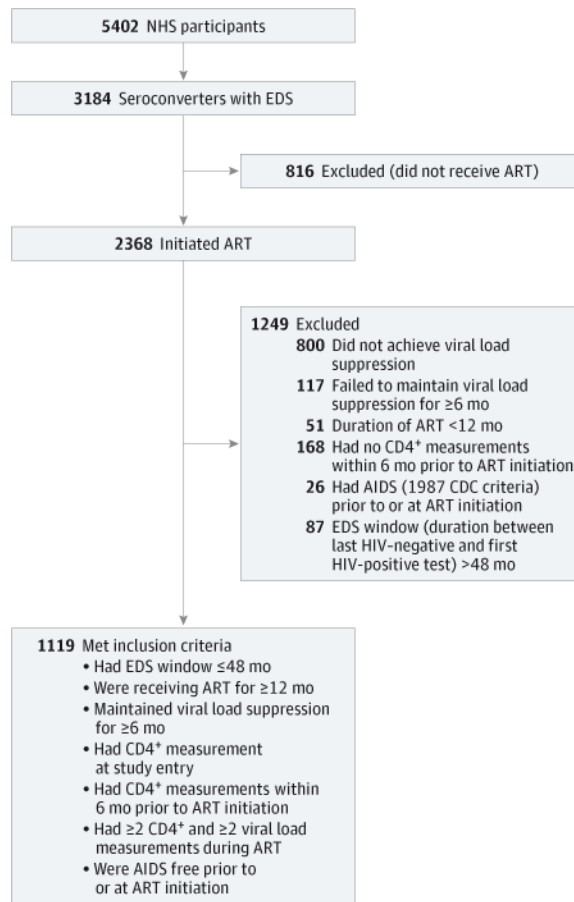 5402 NHS participants
3184 Seroconverters with EDS
816 Excluded (did not receive ART)
2368 Initiated ART
1249 Excluded
800 Did not achieve viral load
suppression
117 Failed to maintain viral load
suppression for ≥6 mo
51 Duration of ART <12 mo
168 Had no CD4⁺ measurements
within 6 mo prior to ART initiation
26 Had AIDS (1987 CDC criteria)
prior to or at ART initiation
87 EDS window (duration between
last HIV-negative and first
HIV-positive test) >48 mo
1119 Met inclusion criteria
• Had EDS window ≤48 mo
• Were receiving ART for ≥12 mo
• Maintained viral load suppression
for ≥6 mo
• Had CD4⁺ measurement
at study entry
• Had CD4⁺ measurements within
6 mo prior to ART initiation
• Had ≥2 CD4⁺ and ≥2 viral load
measurements during ART
• Were AIDS free prior to
or at ART initiation